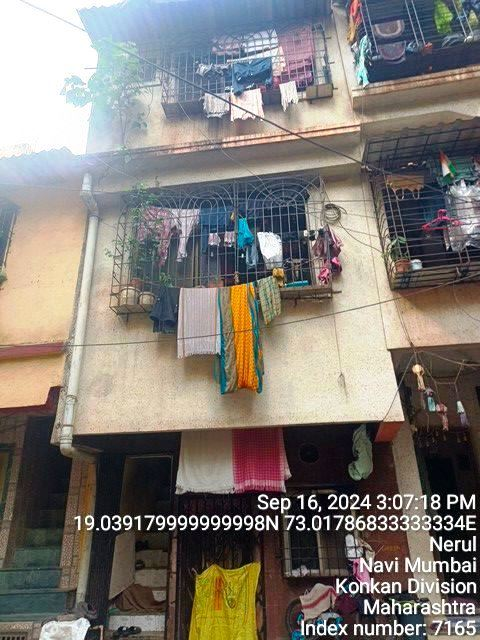 Sep 16, 2024 3:07:18 PM
19.039179999999998N 73.01786833333334E
Nerul
Navi Mumbai
Konkan Division
Maharashtra
Index number: 7165